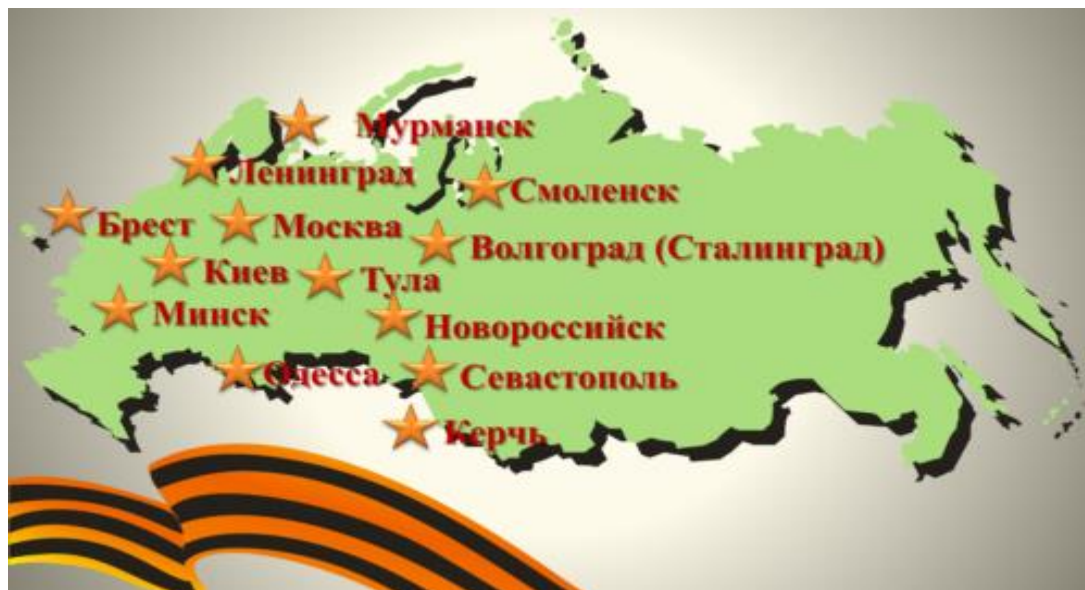 Мурманск
Ленинград
Смоленск
Брест
Москва
Волгоград (Сталинград)
Киев
Тула
Минск
Новороссийск
Одесса
Севастополь
Керчь